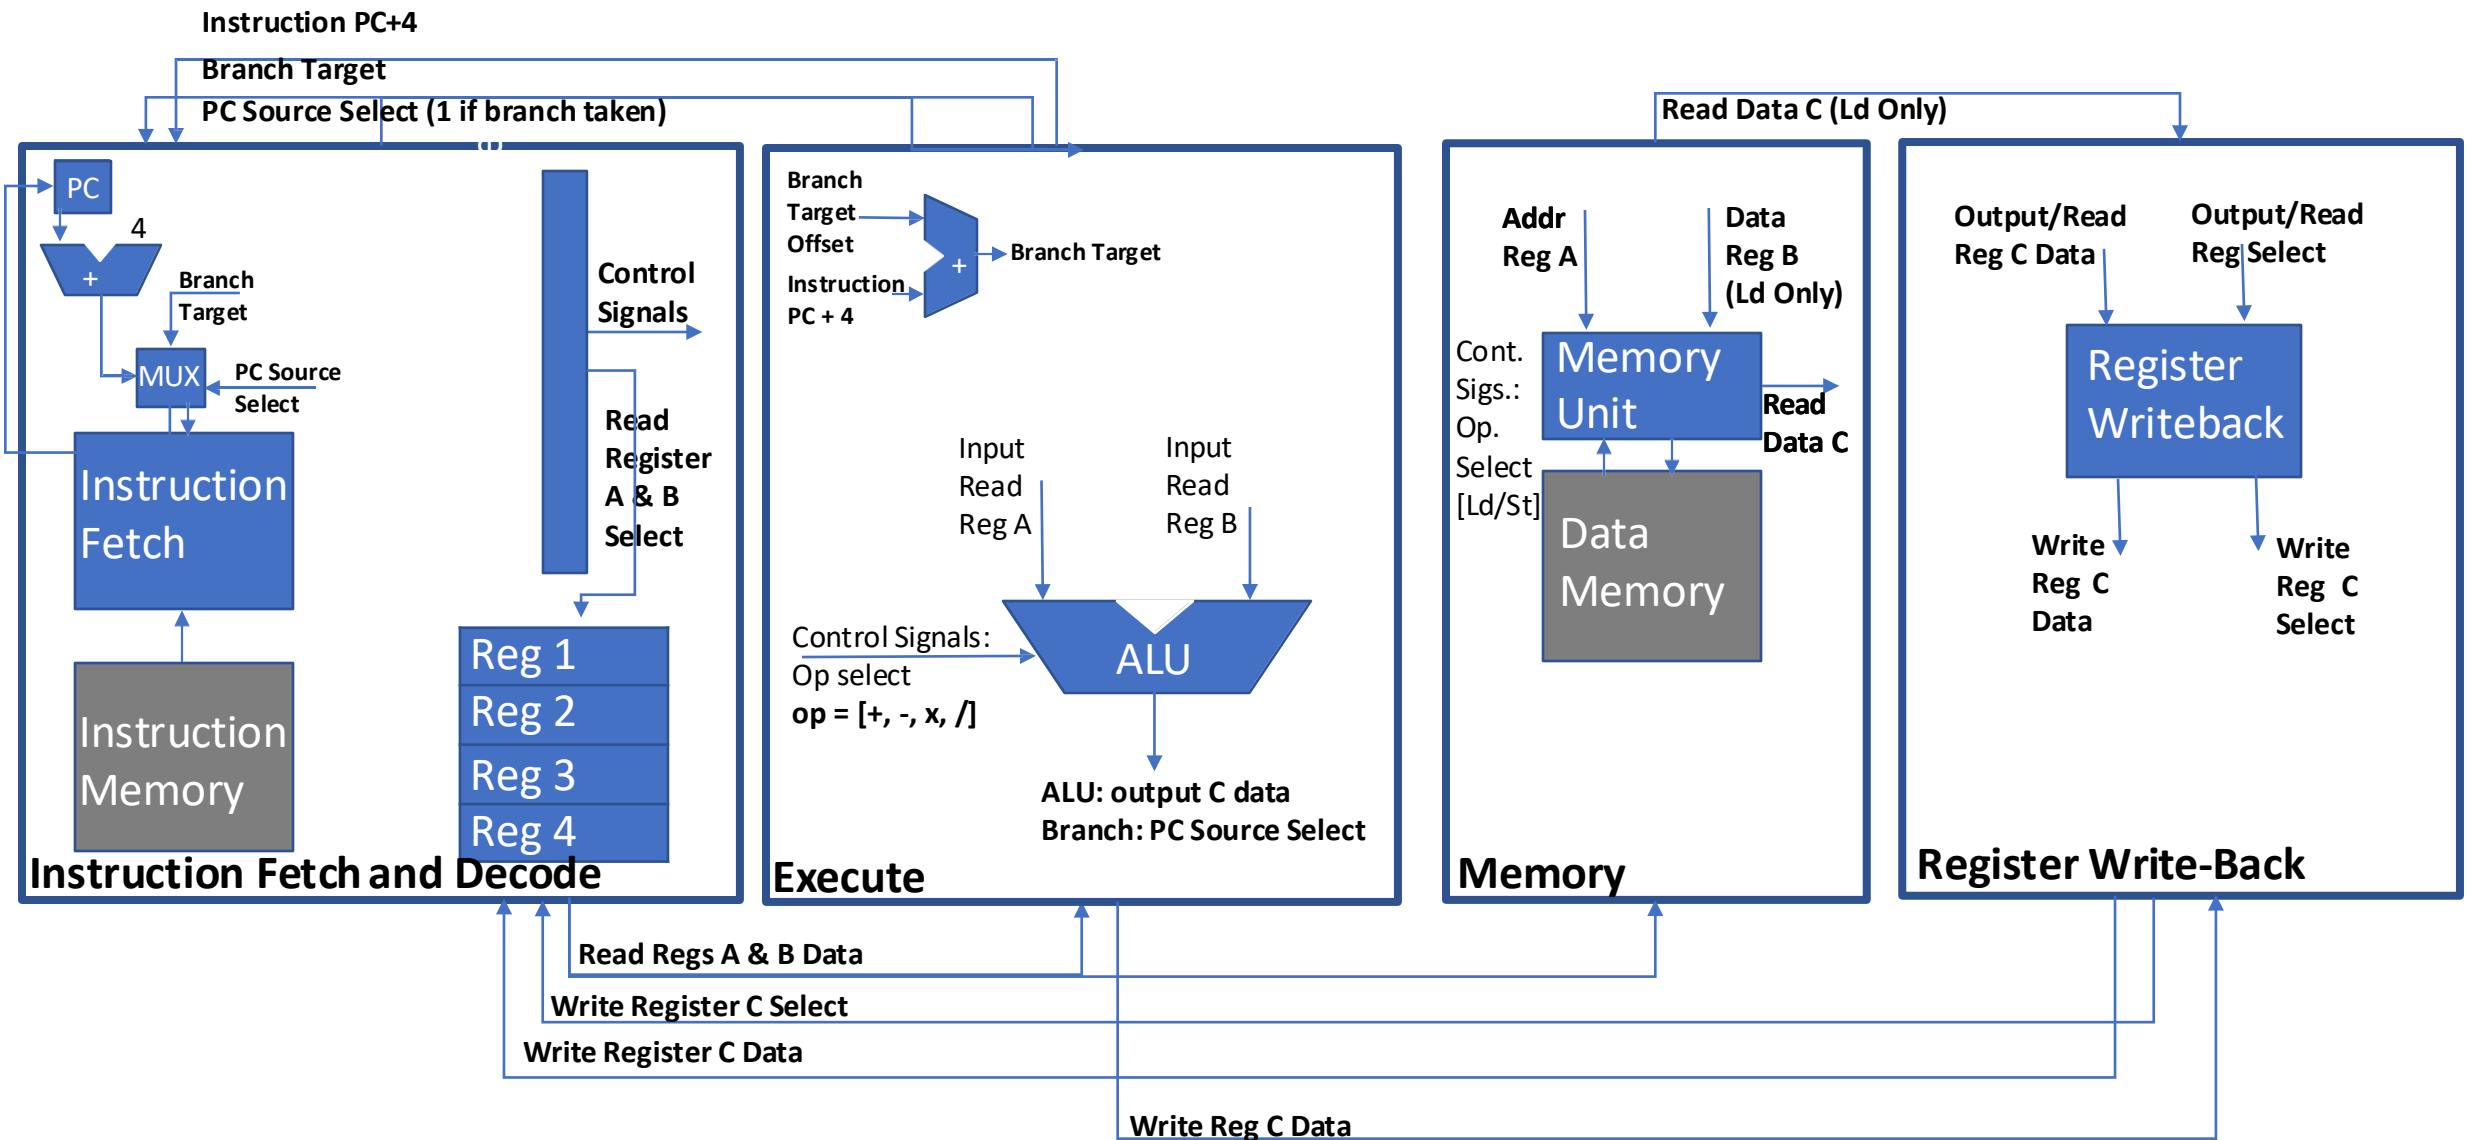 Instruction PC+4
Branch Target
PC Source Select (1 if branch taken)
PC
4
+
Branch
Target
MUX
PC Source
Select
Instruction
Fetch
Instruction
Memory
Control
Signals
Read
Register
A & B
Select
Reg 1
Reg 2
Reg 3
Reg 4
Instruction Fetch and Decode
Branch
Target
Offset
Instruction
PC + 4
+
Branch Target
Input
Read
Reg A
Input
Read
Reg B
Control Signals:
Op select
op = [+, -, x, /]
ALU
ALU: output C data
Branch: PC Source Select
Execute
Read Data C (Ld Only)
Addr
Reg A
Data
Reg B
(Ld Only)
Cont.
Sigs.:
Op.
Select
[Ld/St]
Memory
Unit
Read
Data C
Data
Memory
Memory
Output/Read
Reg C Data
Output/Read
Reg Select
Register
Writeback
Write
Reg C
Data
Write
Reg C
Select
Register Write-Back
Read Regs A & B Data
Write Register C Select
Write Register C Data
Write Reg C Data